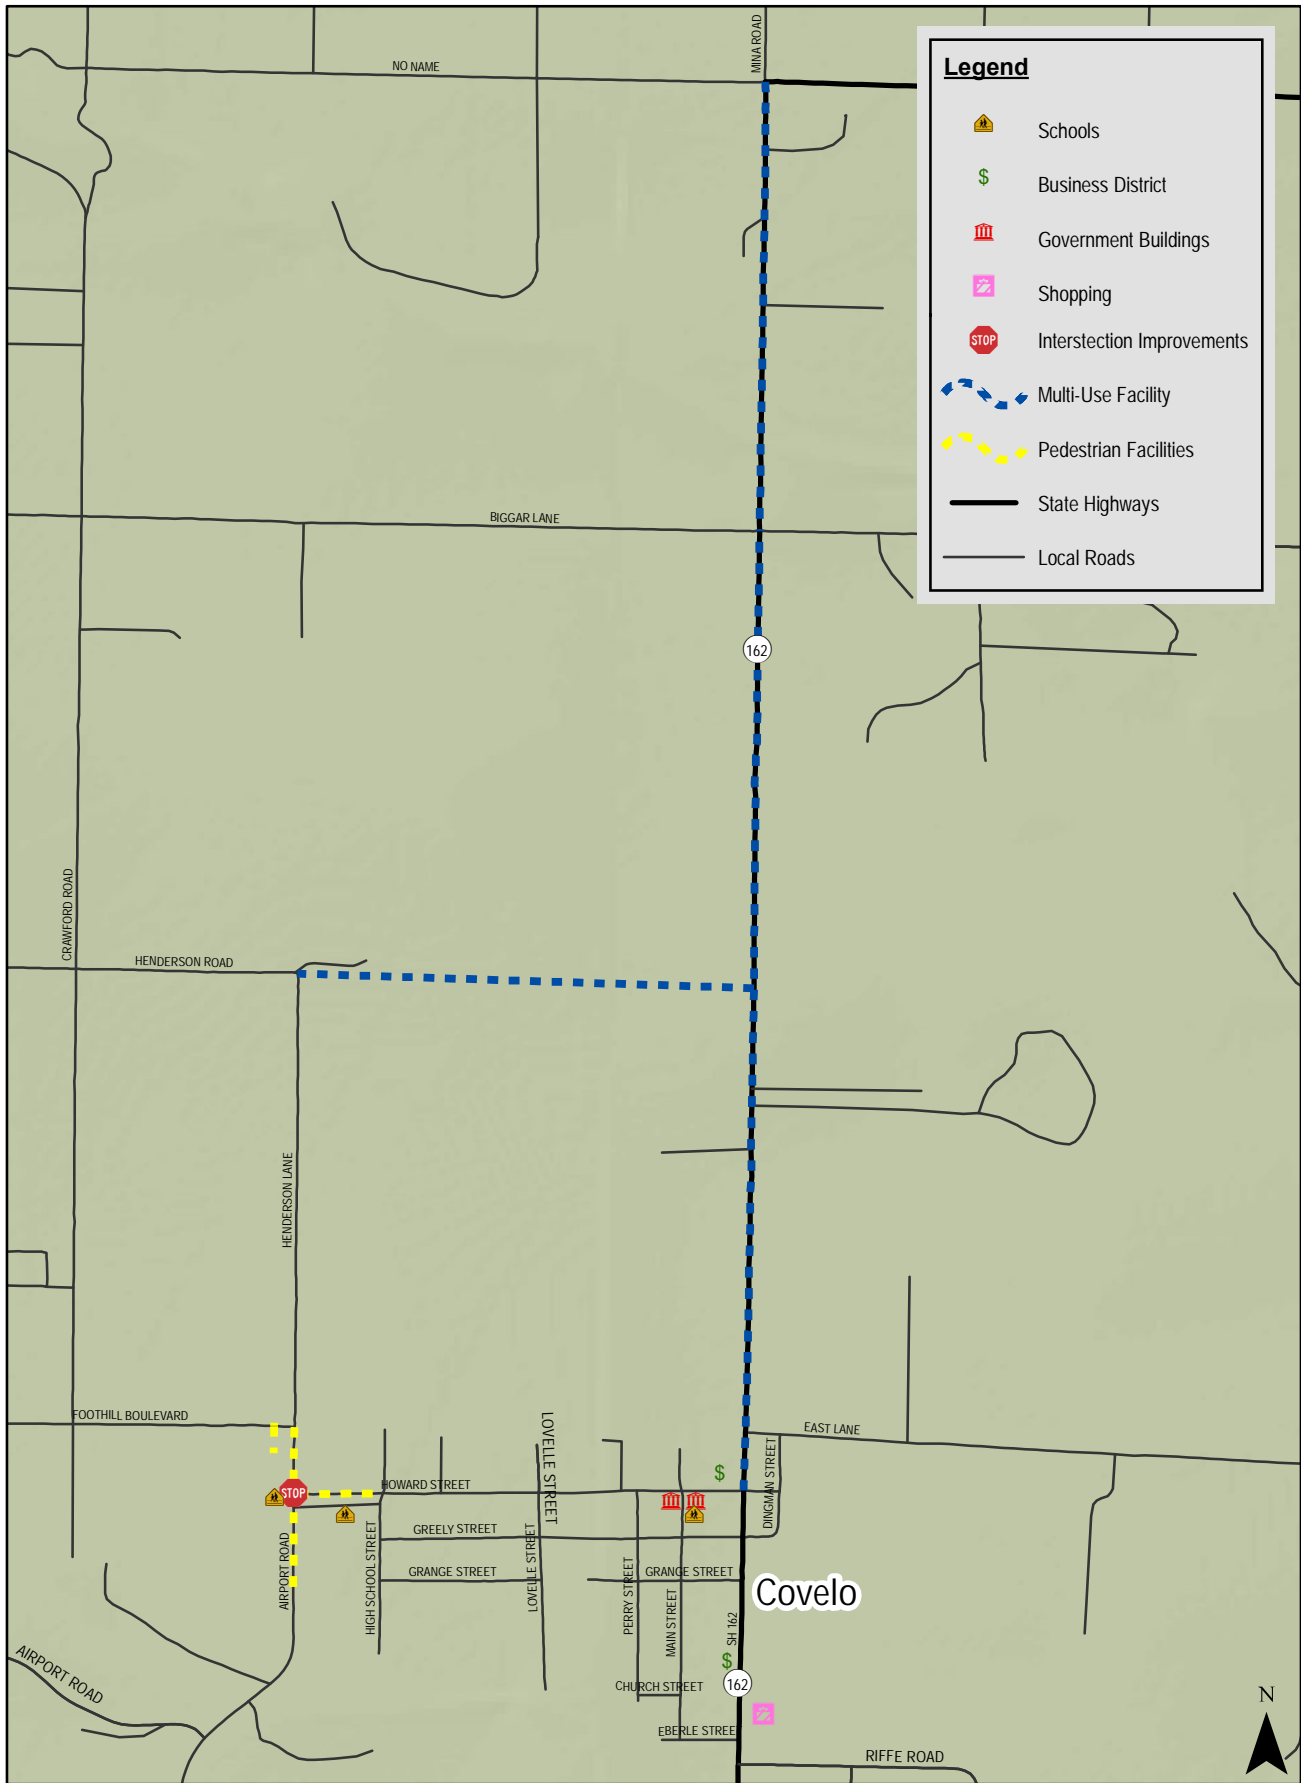 MINA ROAD
NO NAME
Legend
Schools
$
Business District
Government Buildings
Shopping
STOP
Interstection Improvements
Multi-Use Facility
Pedestrian Facilities
State Highways
Local Roads
BIGGAR LANE
162
CRAWFORD ROAD
HENDERSON ROAD
HENDERSON LANE
FOOTHILL BOULEVARD
LOVELLE STREET
EAST LANE
DINGMAN STREET
$
HOWARD STREET
STOP
GREELY STREET
AIRPORT ROAD
HIGH SCHOOL STREET
GRANGE STREET
LOVELLE STREET
PERRY STREET
GRANGE STREET
MAIN STREET
Covelo
SH 162
$
162
CHURCH STREET
AIRPORT ROAD
EBERLE STREET
RIFFE ROAD
N